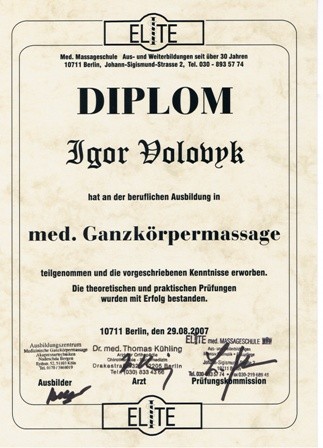 ELITE
Med. Massageschule Aus- und Weiterbildungen seit über 30 Jahren
10711 Berlin, Johann-Sigismund-Strasse 2, Tel. 030 - 893 57 74
DIPLOM
Igor Volovyk
hat an der beruflichen Ausbildung in
med. Ganzkörpermassage
teilgenommen und die vorgeschriebenen Kenntnisse erworben.
Die theoretischen und praktischen Prüfungen
wurden mit Erfolg bestanden.
10711 Berlin, den 29.08.2007
Ausbildungszentrum
Medizinische Ganzkörpermassage
ELITE med. MASSAGESCHULE
Dr. med. Thomas Kühling
Ausbilder Arzt Prüfungskommission
ELITE